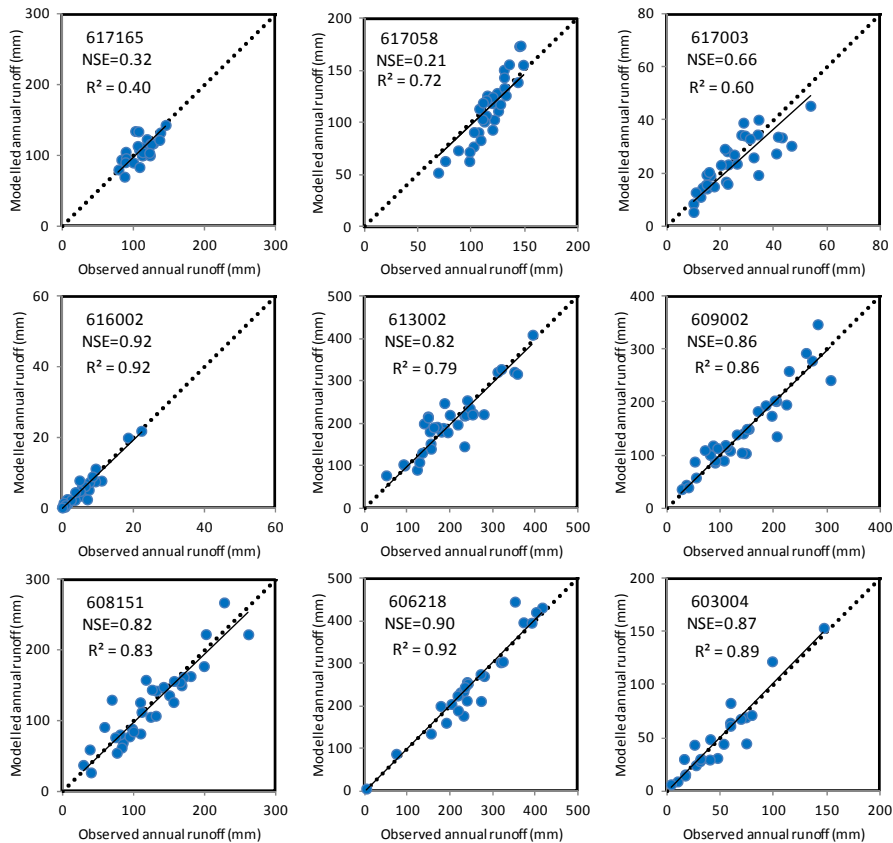 617165
NSE=0.32
R² = 0.40
Modelled annual runoff (mm)
300
200
100
0
0 100 200 300
Observed annual runoff (mm)
617058
NSE=0.21
R² = 0.72
Modelled annual runoff (mm)
200
150
100
50
0
0 50 100 150 200
Observed annual runoff (mm)
617003
NSE=0.66
R² = 0.60
Modelled annual runoff (mm)
80
60
40
20
0
0 20 40 60 80
Observed annual runoff (mm)
616002
NSE=0.92
R² = 0.92
Modelled annual runoff (mm)
60
40
20
0
0 20 40 60
Observed annual runoff (mm)
613002
NSE=0.82
R² = 0.79
Modelled annual runoff (mm)
500
400
300
200
100
0
0 100 200 300 400 500
Observed annual runoff (mm)
609002
NSE=0.86
R² = 0.86
Modelled annual runoff (mm)
400
300
200
100
0
0 100 200 300 400
Observed annual runoff (mm)
608151
NSE=0.82
R² = 0.83
Modelled annual runoff (mm)
300
200
100
0
0 100 200 300
Observed annual runoff (mm)
606218
NSE=0.90
R² = 0.92
Modelled annual runoff (mm)
500
400
300
200
100
0
0 100 200 300 400 500
Observed annual runoff (mm)
603004
NSE=0.87
R² = 0.89
Modelled annual runoff (mm)
200
150
100
50
0
0 50 100 150 200
Observed annual runoff (mm)